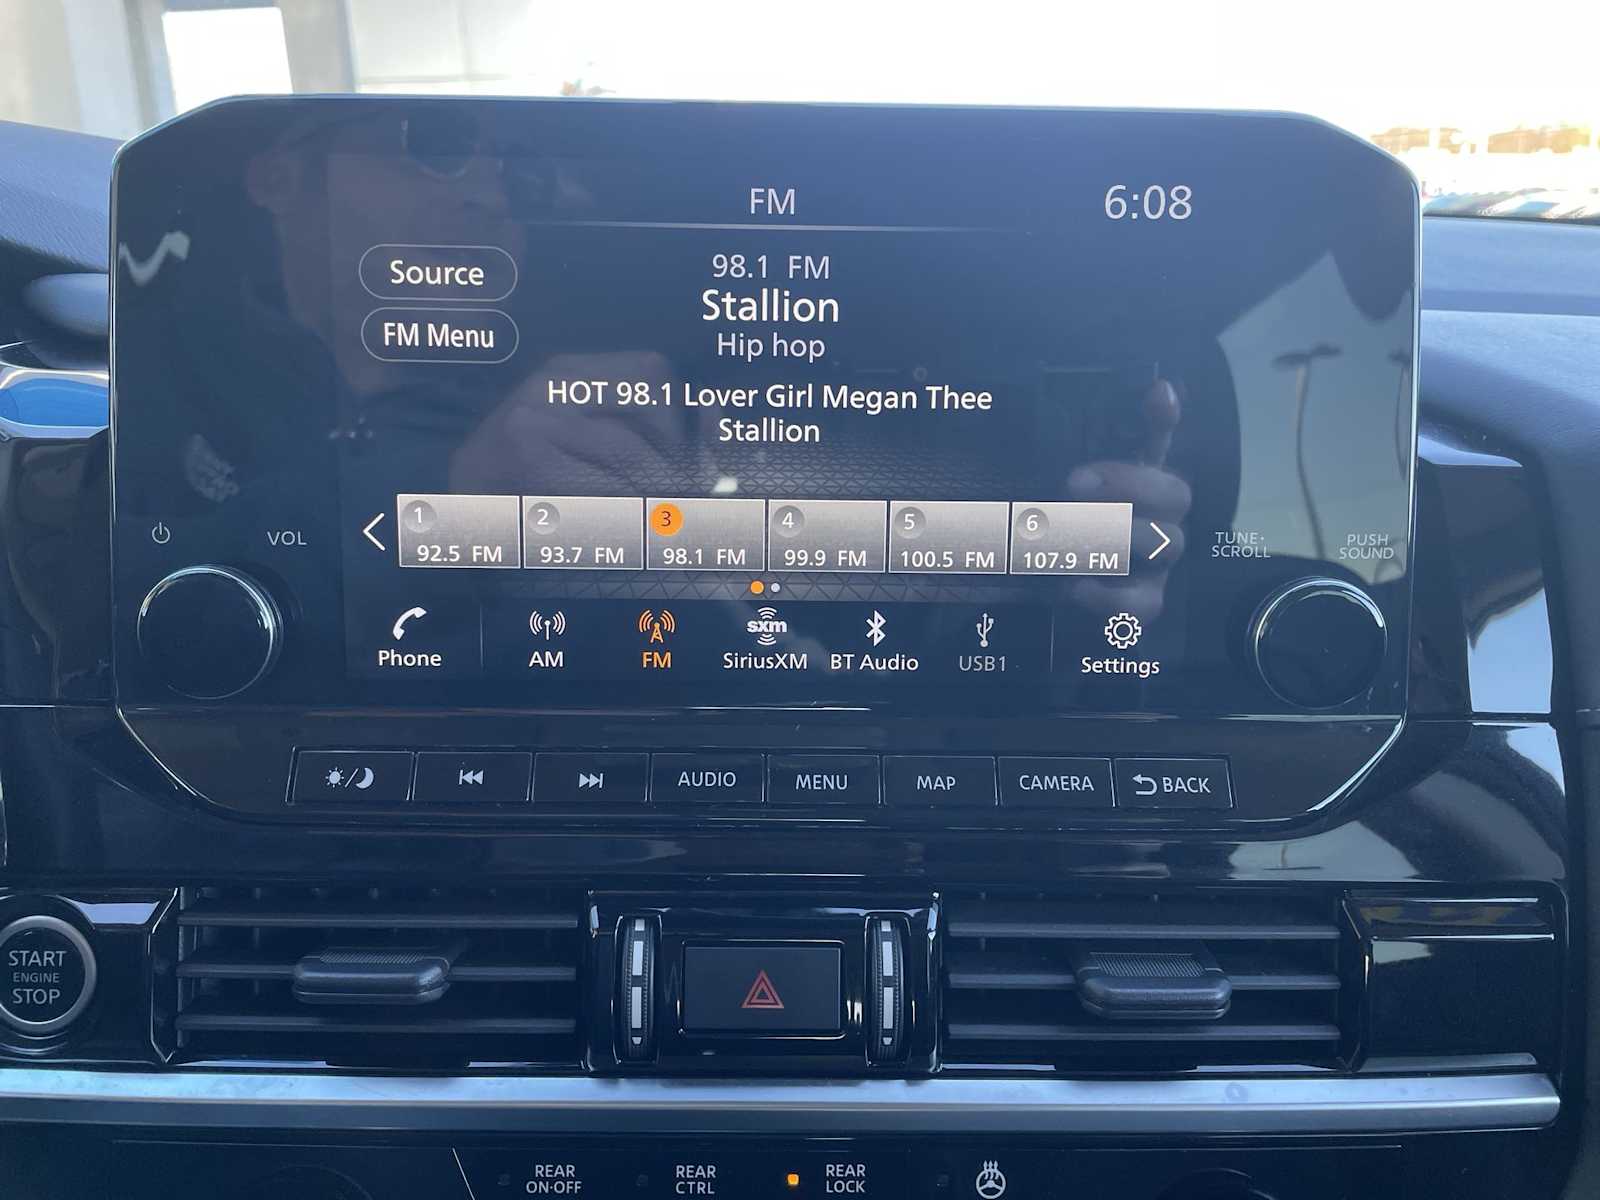 FM
6:08
Source
98.1 FM
Stallion
FM Menu
Hip hop
HOT 98.1 Lover Girl Megan Thee
Stallion
1
2
3
4
5
6
92.5 FM
93.7 FM
98.1 FM
99.9 FM
100.5 FM
107.9 FM
VOL
TUNE·
SCROLL
PUSH
SOUND
sxm
Phone
AM
FM
SiriusXM
BT Audio
USB1
Settings
AUDIO
MENU
MAP
CAMERA
BACK
START
ENGINE
STOP
REAR
ON·OFF
REAR
CTRL
REAR
LOCK